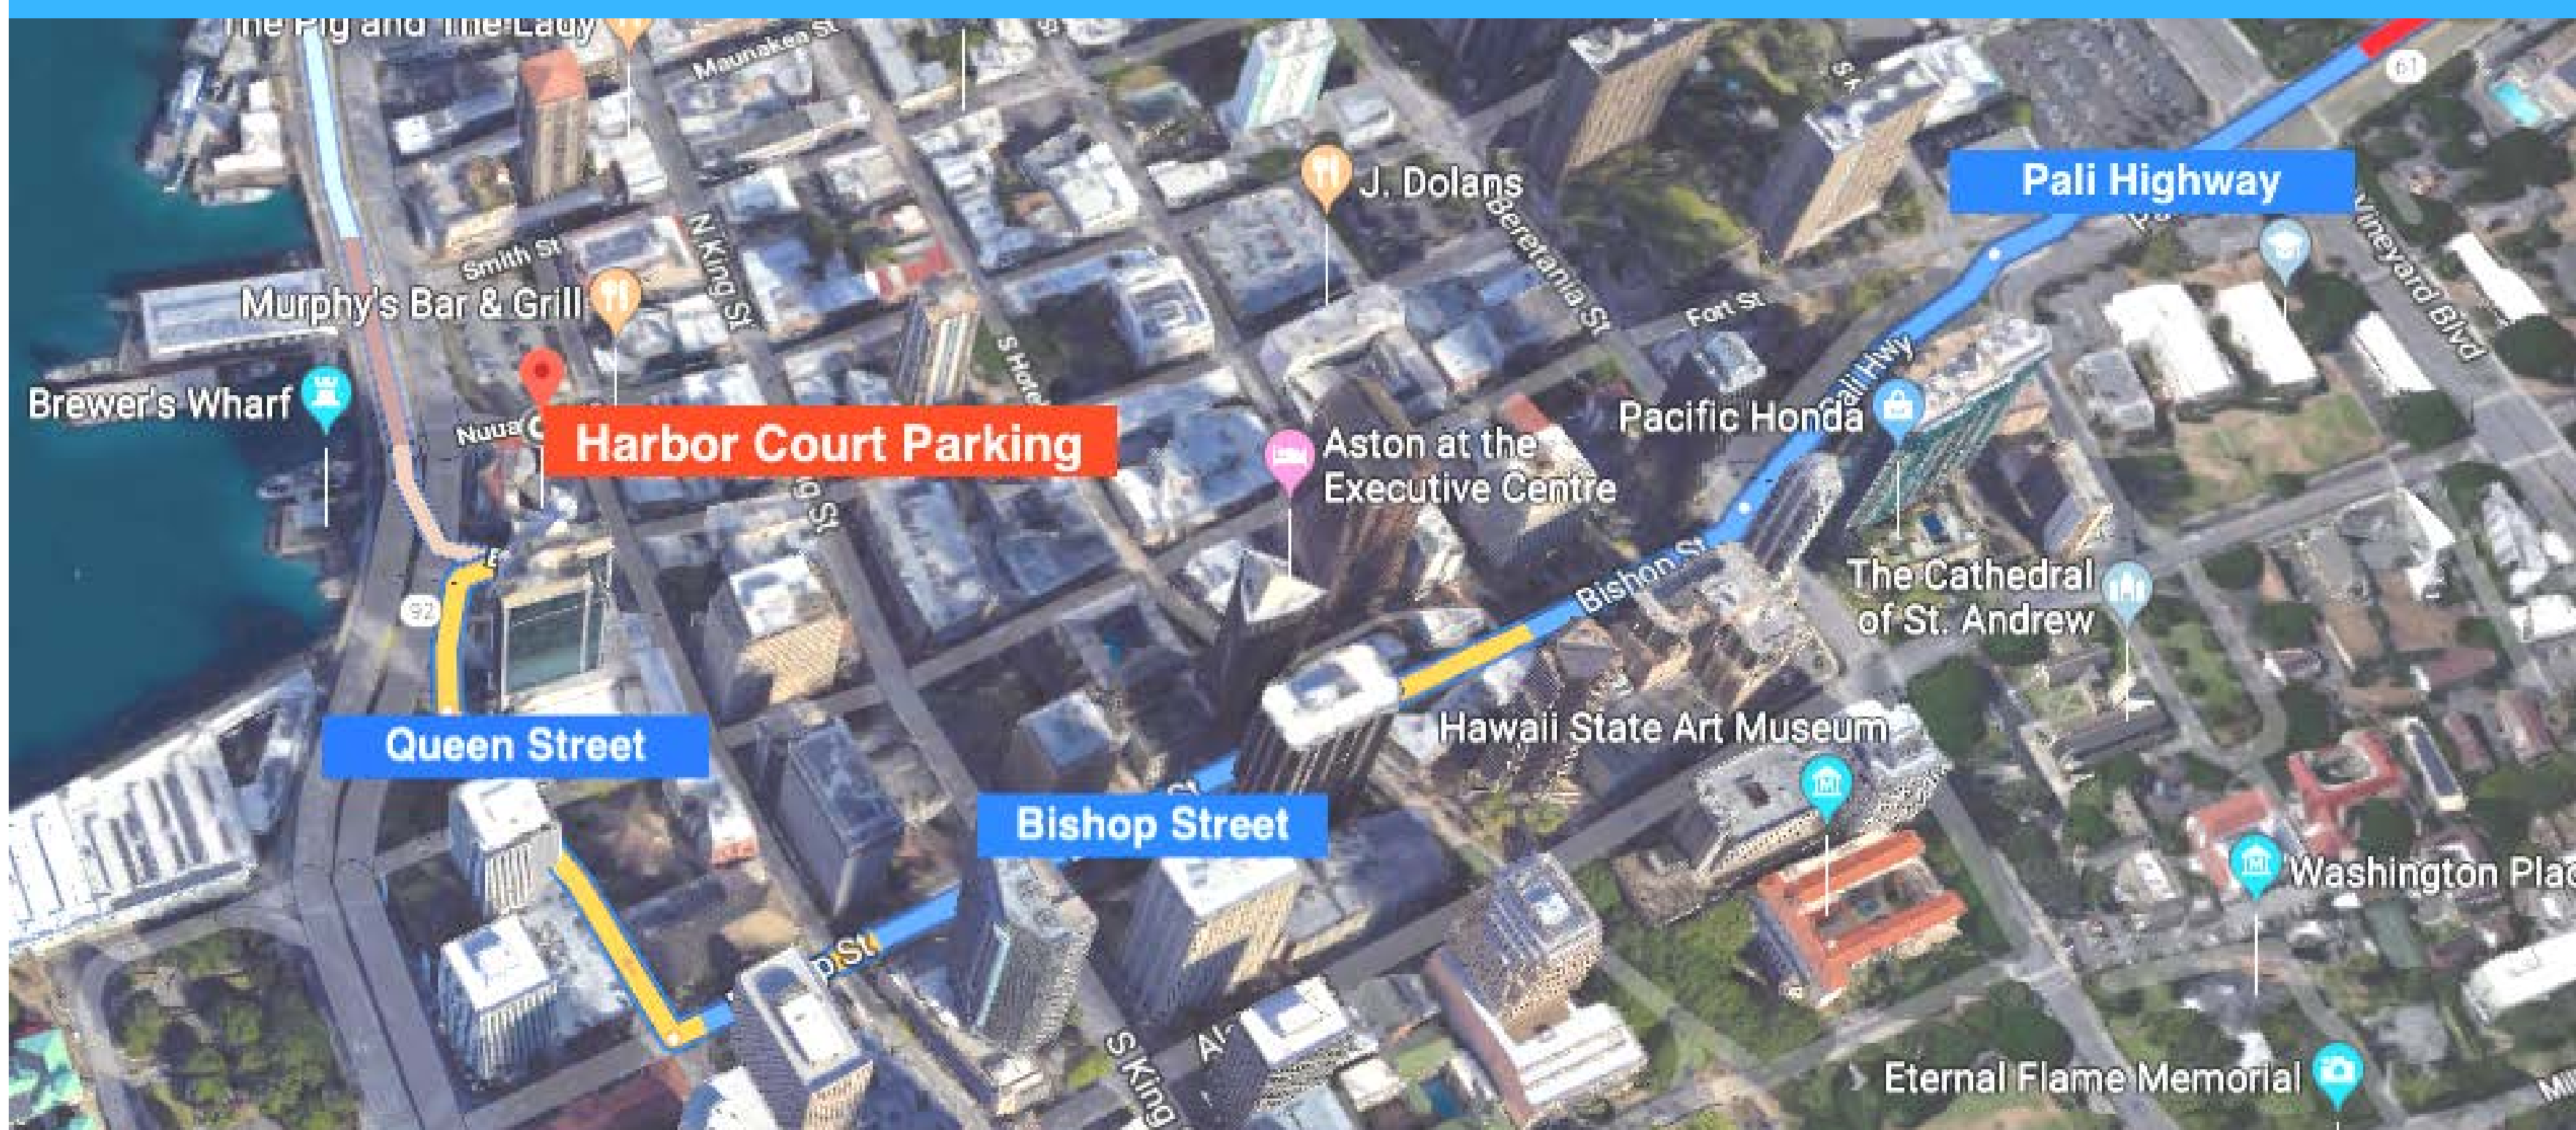 The Pig and The Lady
Maunakea St
61
J. Dolans
Pali Highway
Smith St
N King St
Beretania St
Vineyard Blvd
Murphy's Bar & Grill
Fort St
S Hotel
Pali Hwy
Brewer's Wharf
Pacific Honda
Harbor Court Parking
Aston at the
Executive Centre
Bishop St
The Cathedral
of St. Andrew
92
Queen Street
Hawaii State Art Museum
Bishop Street
Washington Plac
S King
Eternal Flame Memorial